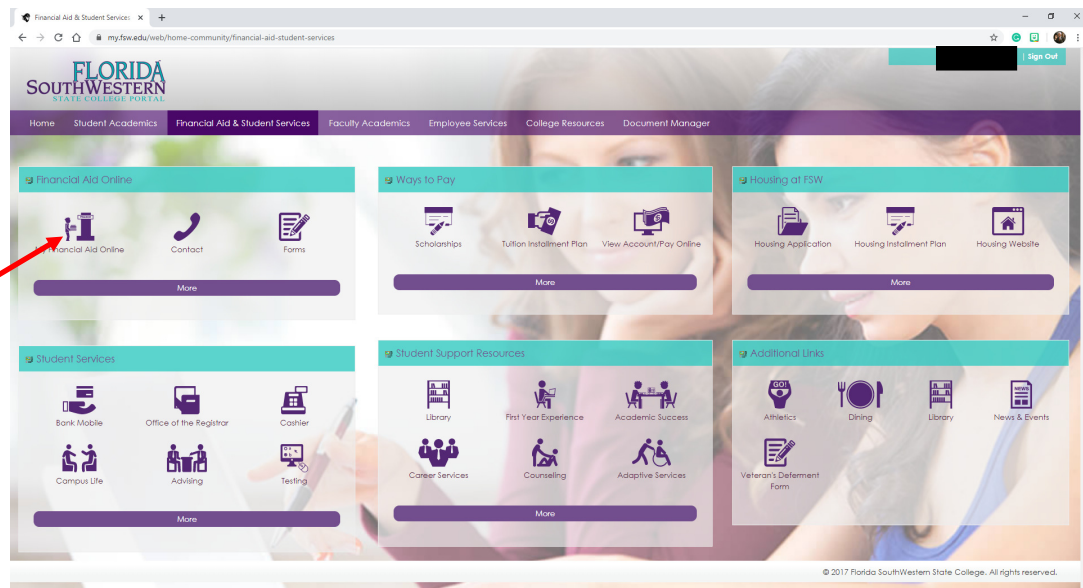 Financial Aid & Student Services
my.fsw.edu/web/home-community/financial-aid-student-services
| Sign Out
FLORIDA
SOUTHWESTERN
STATE COLLEGE PORTAL
Home Student Academics Financial Aid & Student Services Faculty Academics Employee Services College Resources Document Manager
Financial Aid Online
My Financial Aid Online Contact Forms
More
Ways to Pay
Scholarships Tuition Installment Plan View Account/Pay Online
More
Housing at FSW
Housing Application Housing Installment Plan Housing Website
More
Student Services
Bank Mobile Office of the Registrar Cashier
Campus Life Advising Testing
More
Student Support Resources
Library First Year Experience Academic Success
Career Services Counseling Adaptive Services
More
Additional Links
GO!
NEWS
Athletics Dining Library News & Events
Veteran's Deferment
Form
© 2017 Florida SouthWestern State College. All rights reserved.